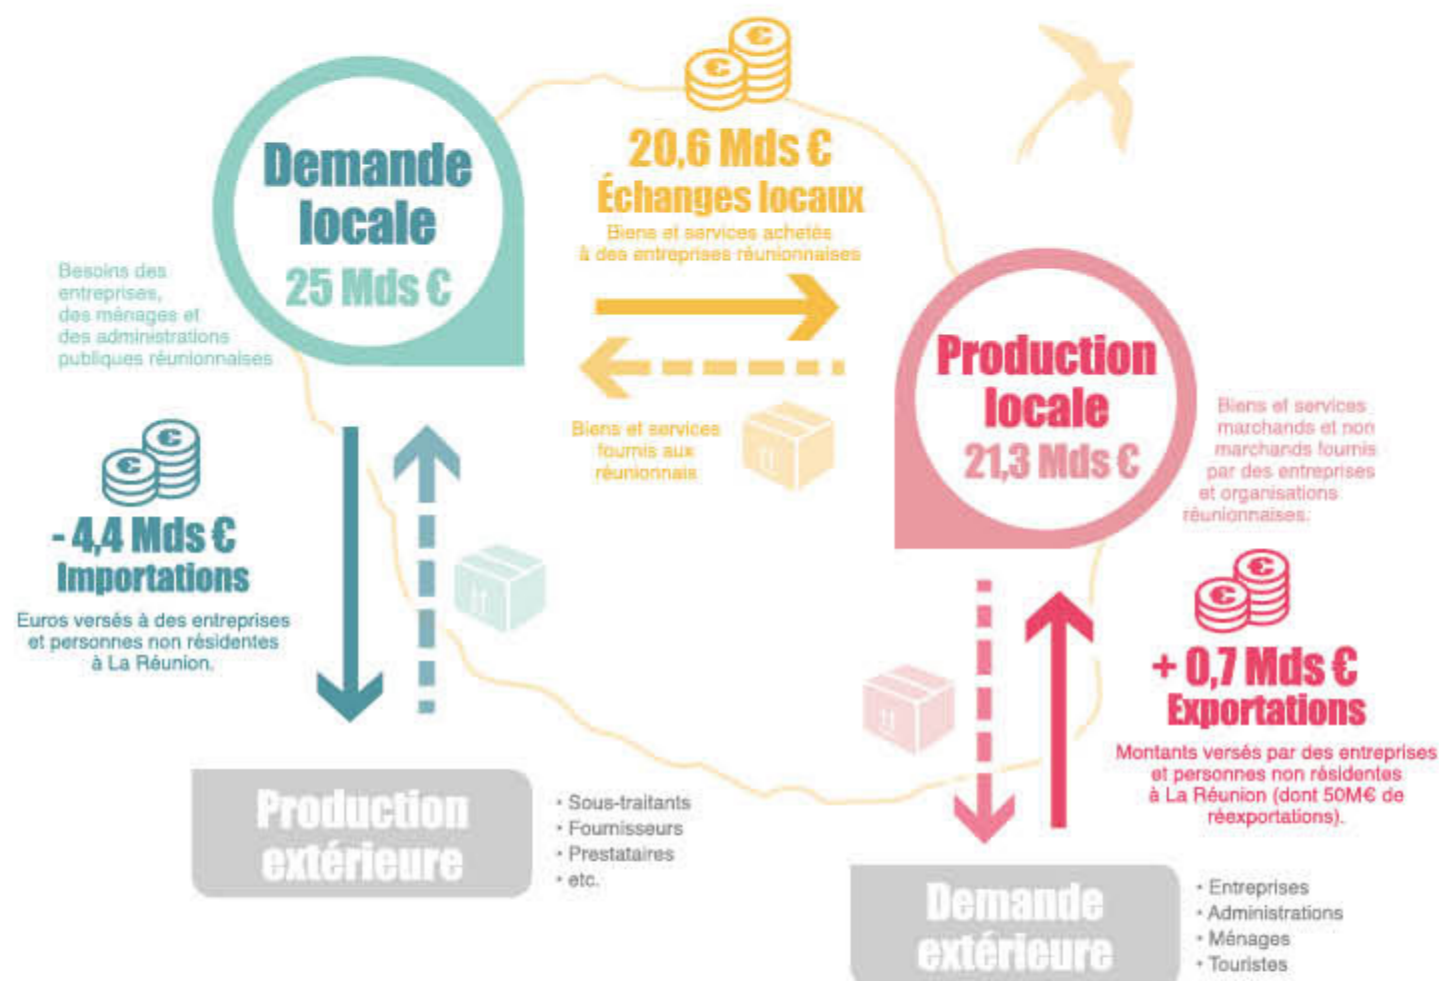 20,6 Mds €
Échanges locaux
Biens et services achetés
à des entreprises réunionnaises
Demande
locale
25 Mds €
Besoins des
entreprises,
des ménages et
des administrations
publiques réunionnaises
Biens et services
fournis aux
réunionnais
Production
locale
21,3 Mds €
Biens et services
marchands et non
marchands fournis
par des entreprises
et organisations
réunionnaises.
- 4,4 Mds €
Importations
Euros versés à des entreprises
et personnes non résidentes
à La Réunion.
+ 0,7 Mds €
Exportations
Montants versés par des entreprises
et personnes non résidentes
à La Réunion (dont 50M€ de
réexportations).
Production
extérieure
• Sous-traitants
• Fournisseurs
• Prestataires
• etc.
Demande
extérieure
• Entreprises
• Administrations
• Ménages
• Touristes